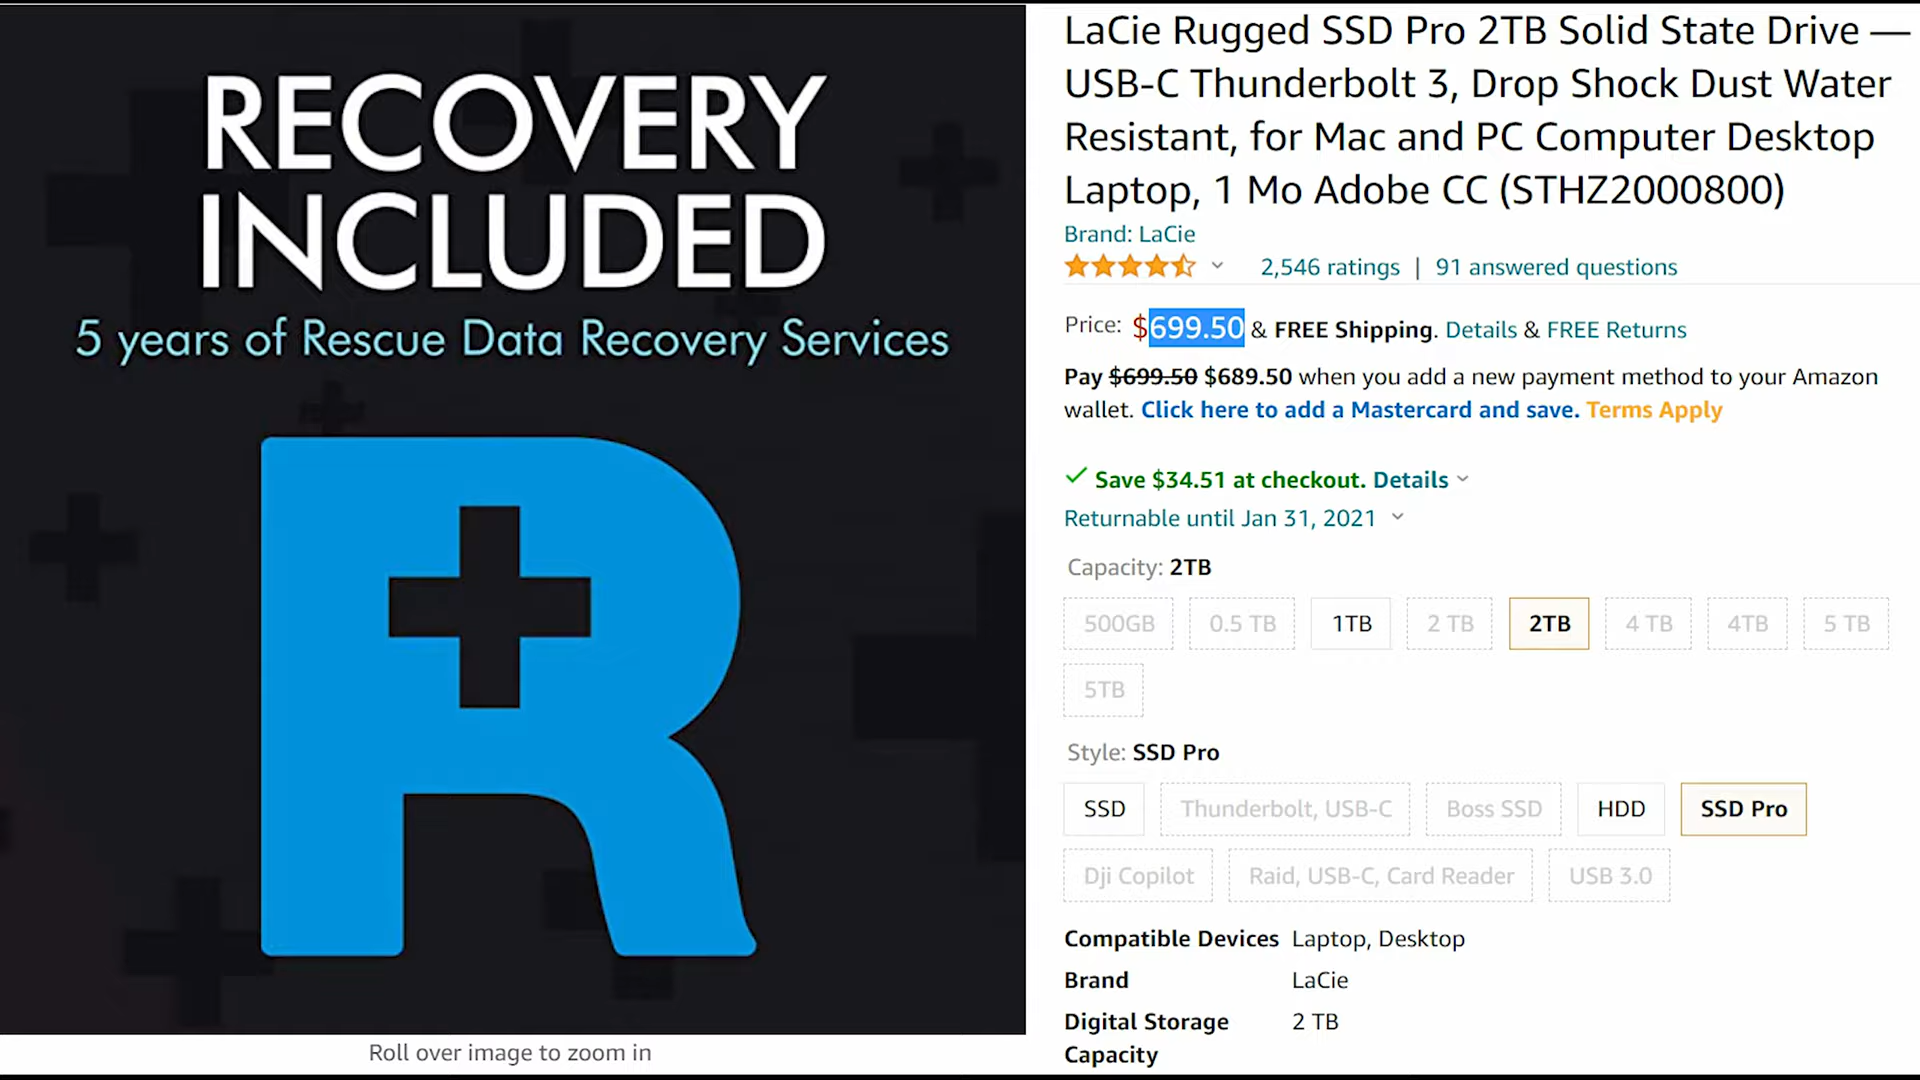 RECOVERY
INCLUDED
5 years of Rescue Data Recovery Services
R
Roll over image to zoom in
LaCie Rugged SSD Pro 2TB Solid State Drive —
USB-C Thunderbolt 3, Drop Shock Dust Water
Resistant, for Mac and PC Computer Desktop
Laptop, 1 Mo Adobe CC (STHZ2000800)
Brand: LaCie
2,546 ratings | 91 answered questions
Price: $699.50 & FREE Shipping. Details & FREE Returns
Pay $699.50 $689.50 when you add a new payment method to your Amazon
wallet. Click here to add a Mastercard and save. Terms Apply
Save $34.51 at checkout. Details
Returnable until Jan 31, 2021
Capacity: 2TB
500GB 0.5 TB 1TB 2 TB 2TB 4 TB 4TB 5 TB
5TB
Style: SSD Pro
SSD Thunderbolt, USB-C Boss SSD HDD SSD Pro
Dji Copilot Raid, USB-C, Card Reader USB 3.0
Compatible Devices Laptop, Desktop
Brand LaCie
Digital Storage 2 TB
Capacity